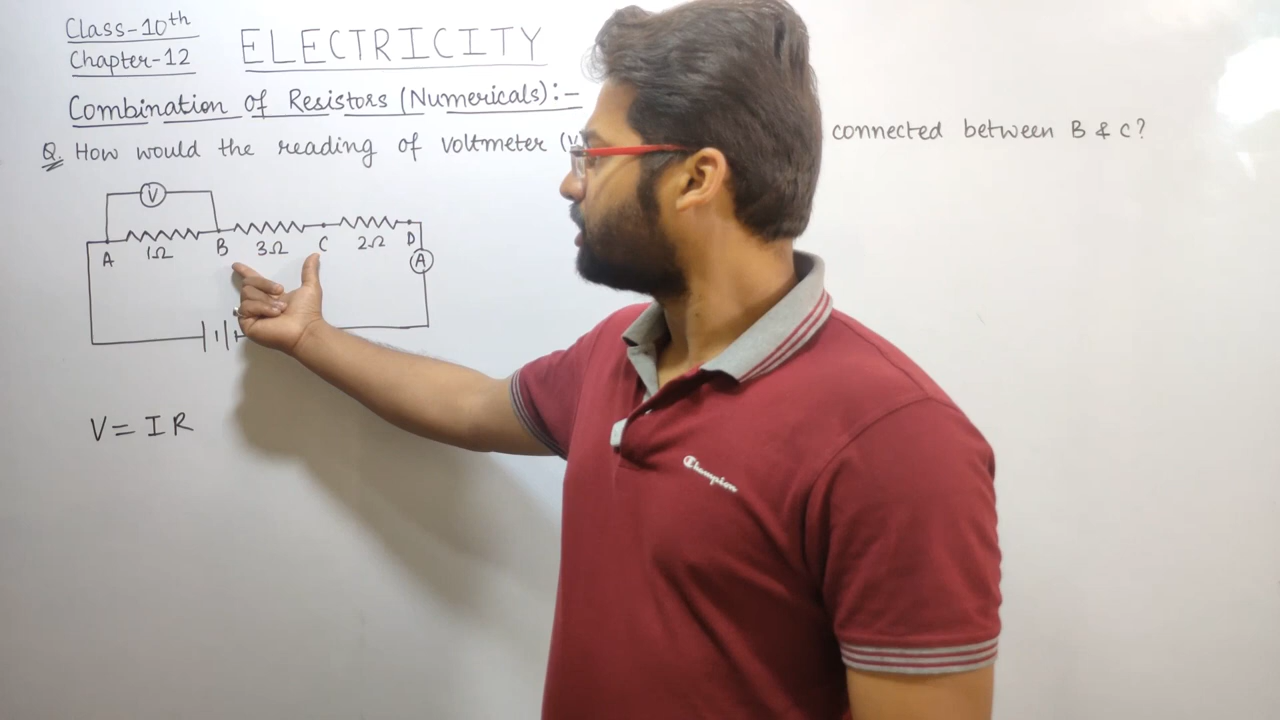 Class-10th
Chapter-12
ELECTRICITY
Combination of Resistors (Numericals):-
Q. How would the reading of voltmeter (V connected between B & C?
V
A 1Ω B 3Ω C 2Ω D
A
V = IR
Champion